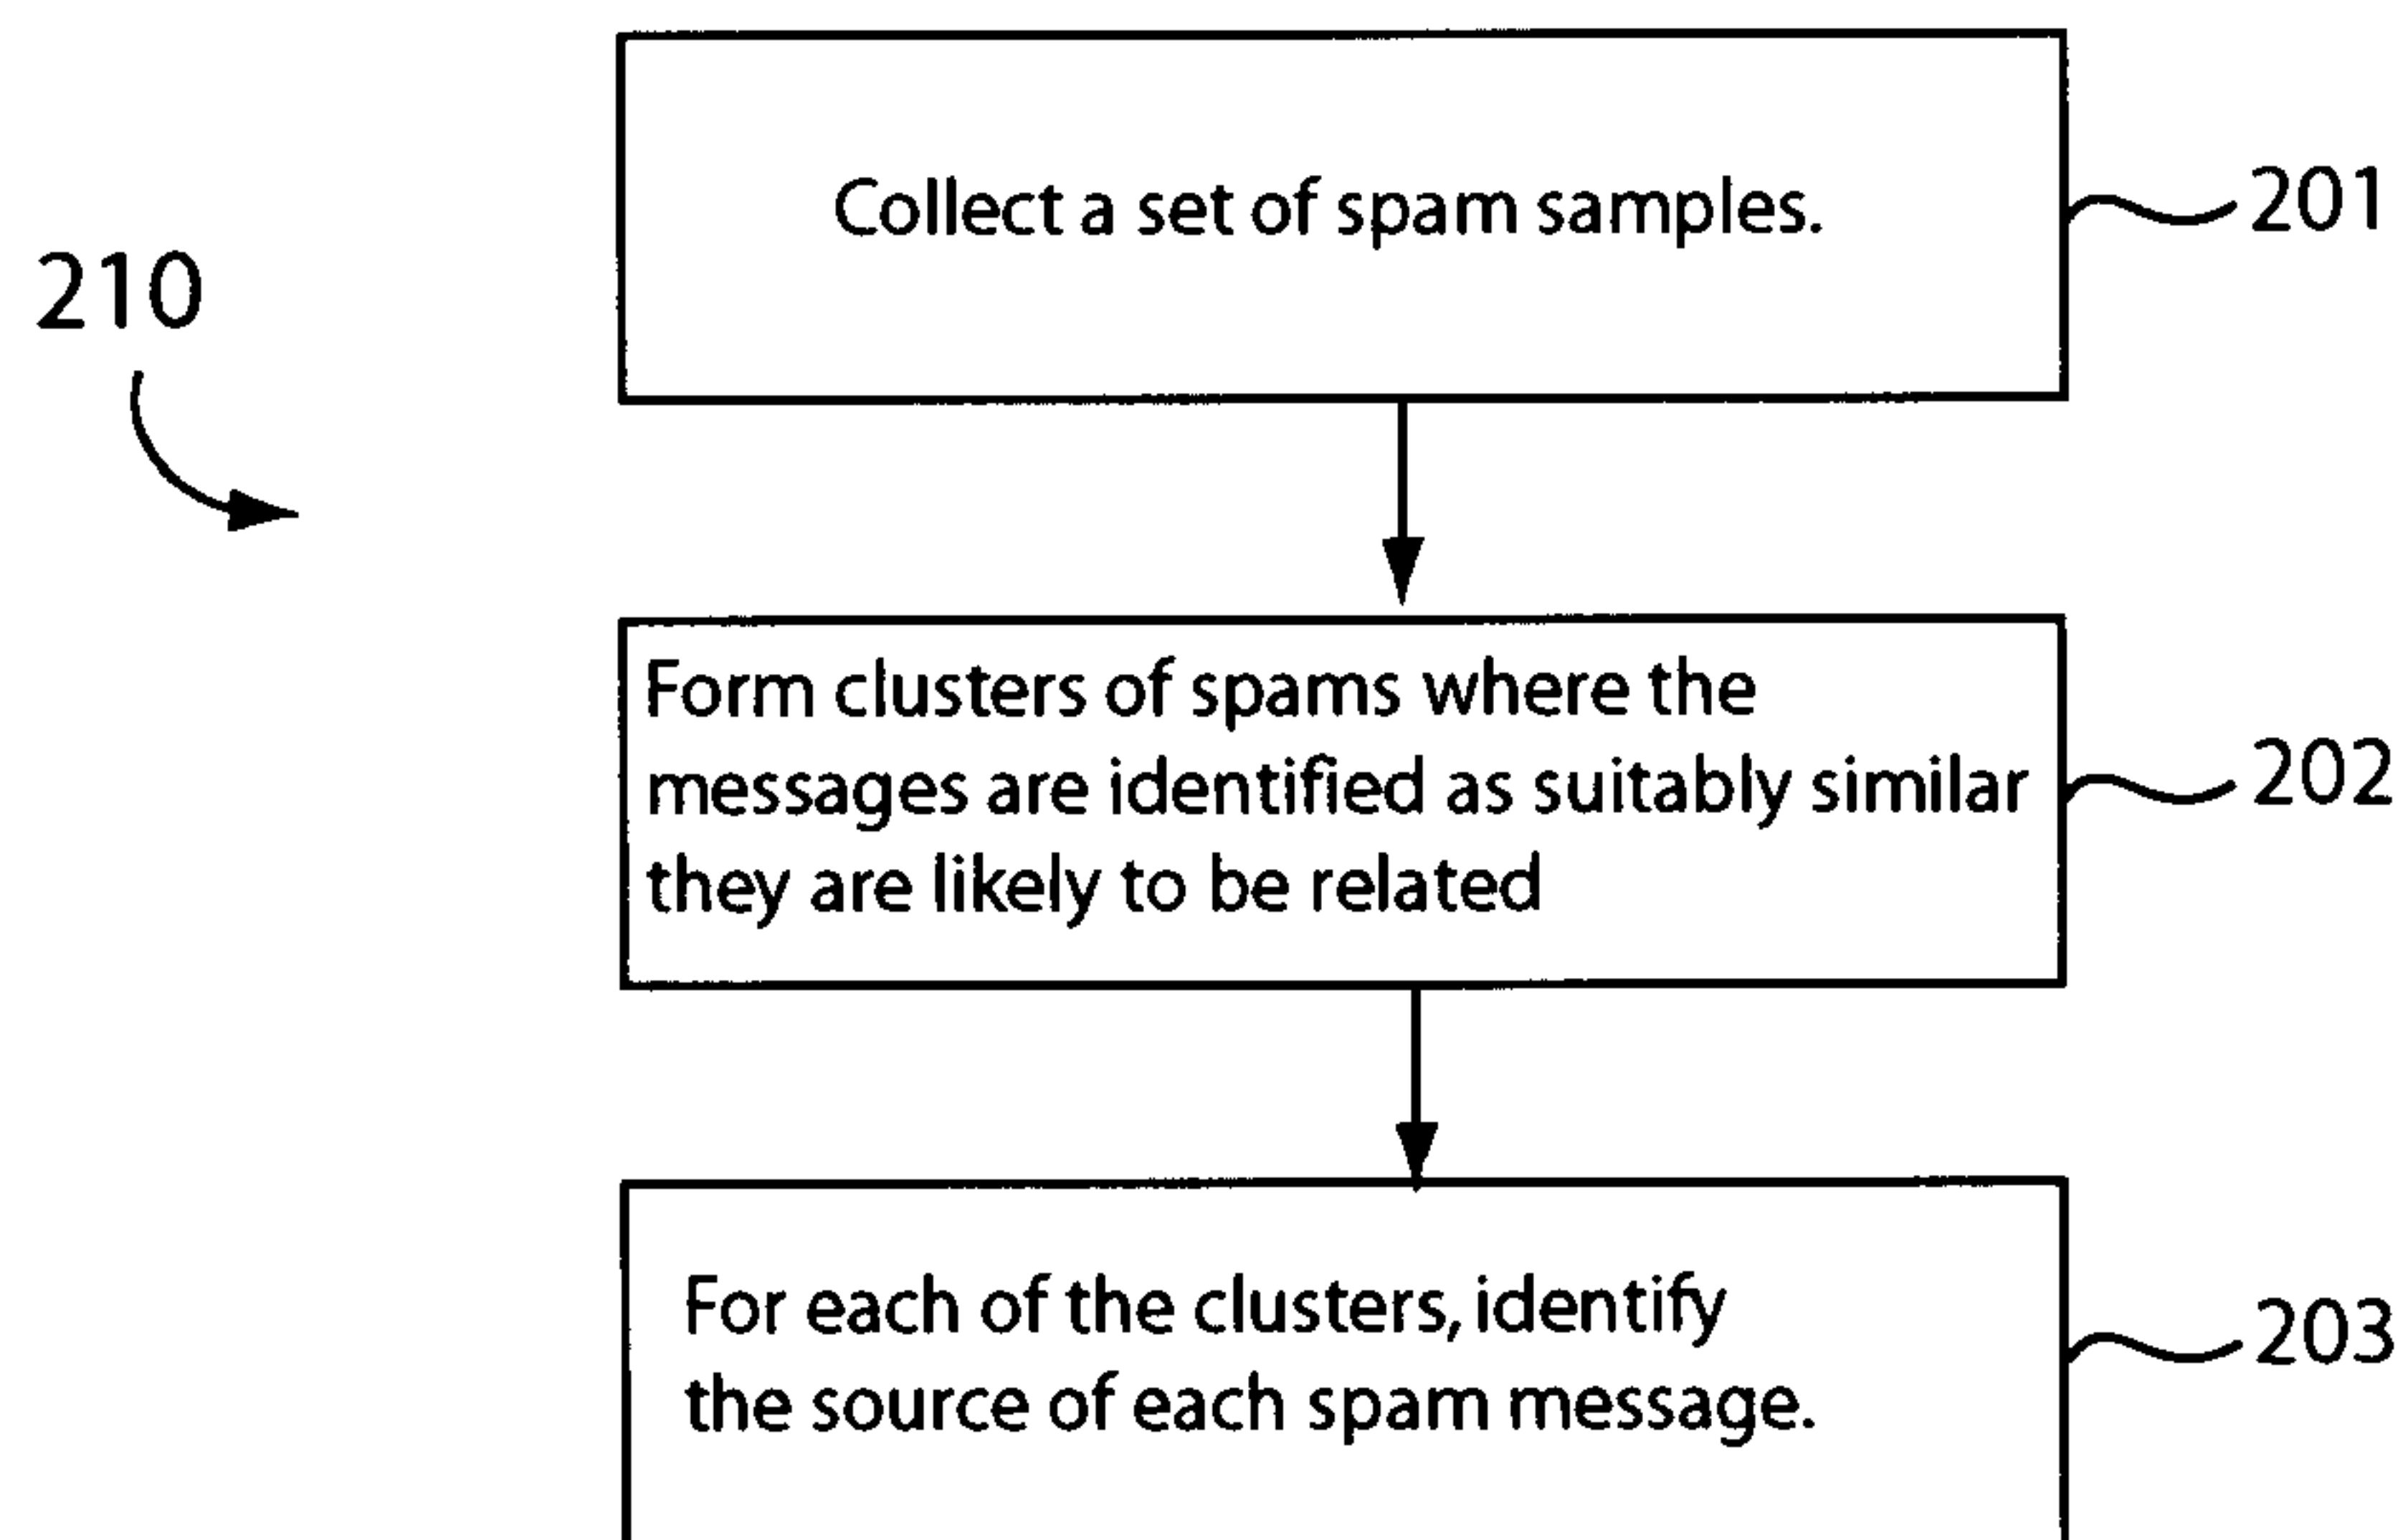 Collect a set of spam samples.
201
210
Form clusters of spams where the
messages are identified as suitably similar
they are likely to be related
202
For each of the clusters, identify
the source of each spam message.
203